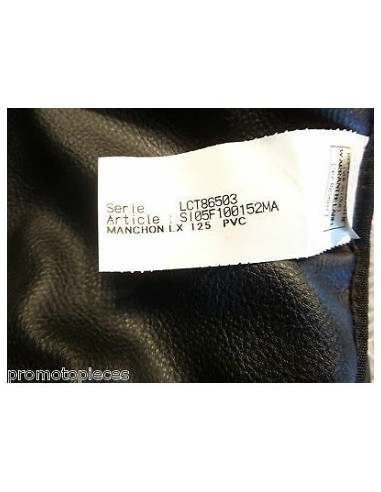 Serie LCT86503
Article : SI05F100152MA
MANCHON LX 125 PVC
promotopieces